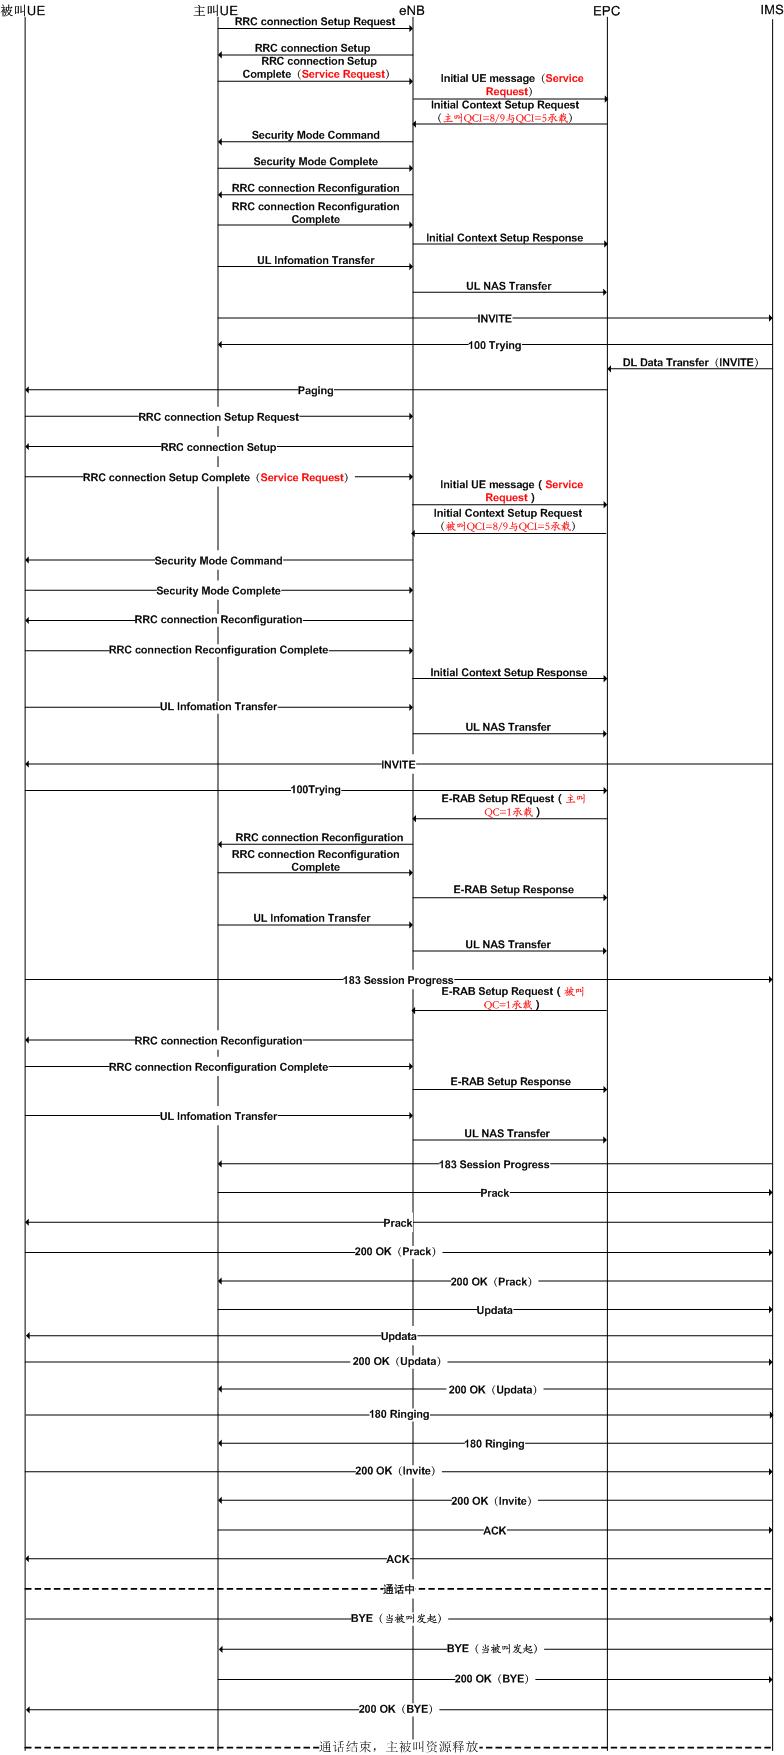 被叫UE 主叫UE eNB EPC IMS
RRC connection Setup Request
RRC connection Setup
RRC connection Setup
Complete（Service Request）
Initial UE message（Service
Request）
Initial Context Setup Request
（主叫QCI=8/9与QCI=5承载）
Security Mode Command
Security Mode Complete
RRC connection Reconfiguration
RRC connection Reconfiguration
Complete
Initial Context Setup Response
UL Infomation Transfer
UL NAS Transfer
INVITE
100 Trying
DL Data Transfer（INVITE）
Paging
RRC connection Setup Request
RRC connection Setup
RRC connection Setup Complete（Service Request）
Initial UE message ( Service
Request )
Initial Context Setup Request
（被叫QCI=8/9与QCI=5承载）
Security Mode Command
Security Mode Complete
RRC connection Reconfiguration
RRC connection Reconfiguration Complete
Initial Context Setup Response
UL Infomation Transfer
UL NAS Transfer
INVITE
100Trying
E-RAB Setup REquest ( 主叫
QC=1承载 )
RRC connection Reconfiguration
RRC connection Reconfiguration
Complete
E-RAB Setup Response
UL Infomation Transfer
UL NAS Transfer
183 Session Progress
E-RAB Setup Request ( 被叫
QC=1承载 )
RRC connection Reconfiguration
RRC connection Reconfiguration Complete
E-RAB Setup Response
UL Infomation Transfer
UL NAS Transfer
183 Session Progress
Prack
Prack
200 OK（Prack）
200 OK（Prack）
Updata
Updata
200 OK（Updata）
200 OK（Updata）
180 Ringing
180 Ringing
200 OK（Invite）
200 OK（Invite）
ACK
ACK
通话中
BYE（当被叫发起）
BYE（当被叫发起）
200 OK（BYE）
200 OK（BYE）
通话结束，主被叫资源释放